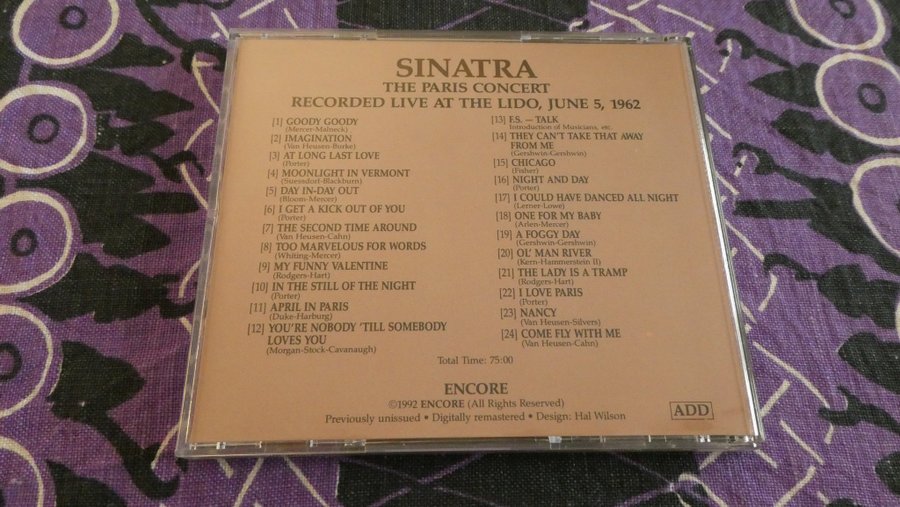 SINATRA
THE PARIS CONCERT
RECORDED LIVE AT THE LIDO, JUNE 5, 1962
[1] GOODY GOODY
(Mercer-Malneck)
[2] IMAGINATION
(Van Heusen-Burke)
[3] AT LONG LAST LOVE
(Porter)
[4] MOONLIGHT IN VERMONT
(Suessdorf-Blackburn)
[5] DAY IN-DAY OUT
(Bloom-Mercer)
[6] I GET A KICK OUT OF YOU
(Porter)
[7] THE SECOND TIME AROUND
(Van Heusen-Cahn)
[8] TOO MARVELOUS FOR WORDS
(Whiting-Mercer)
[9] MY FUNNY VALENTINE
(Rodgers-Hart)
[10] IN THE STILL OF THE NIGHT
(Porter)
[11] APRIL IN PARIS
(Duke-Harburg)
[12] YOU'RE NOBODY 'TILL SOMEBODY
LOVES YOU
(Morgan-Stock-Cavanaugh)
[13] F.S. — TALK
Introduction of Musicians, etc.
[14] THEY CAN'T TAKE THAT AWAY
FROM ME
(Gershwin-Gershwin)
[15] CHICAGO
(Fisher)
[16] NIGHT AND DAY
(Porter)
[17] I COULD HAVE DANCED ALL NIGHT
(Lerner-Lowe)
[18] ONE FOR MY BABY
(Arlen-Mercer)
[19] A FOGGY DAY
(Gershwin-Gershwin)
[20] OL' MAN RIVER
(Kern-Hammerstein II)
[21] THE LADY IS A TRAMP
(Rodgers-Hart)
[22] I LOVE PARIS
(Porter)
[23] NANCY
(Van Heusen-Silvers)
[24] COME FLY WITH ME
(Van Heusen-Cahn)
Total Time: 75:00
ENCORE
©1992 ENCORE (All Rights Reserved)
Previously unissued • Digitally remastered • Design: Hal Wilson
ADD